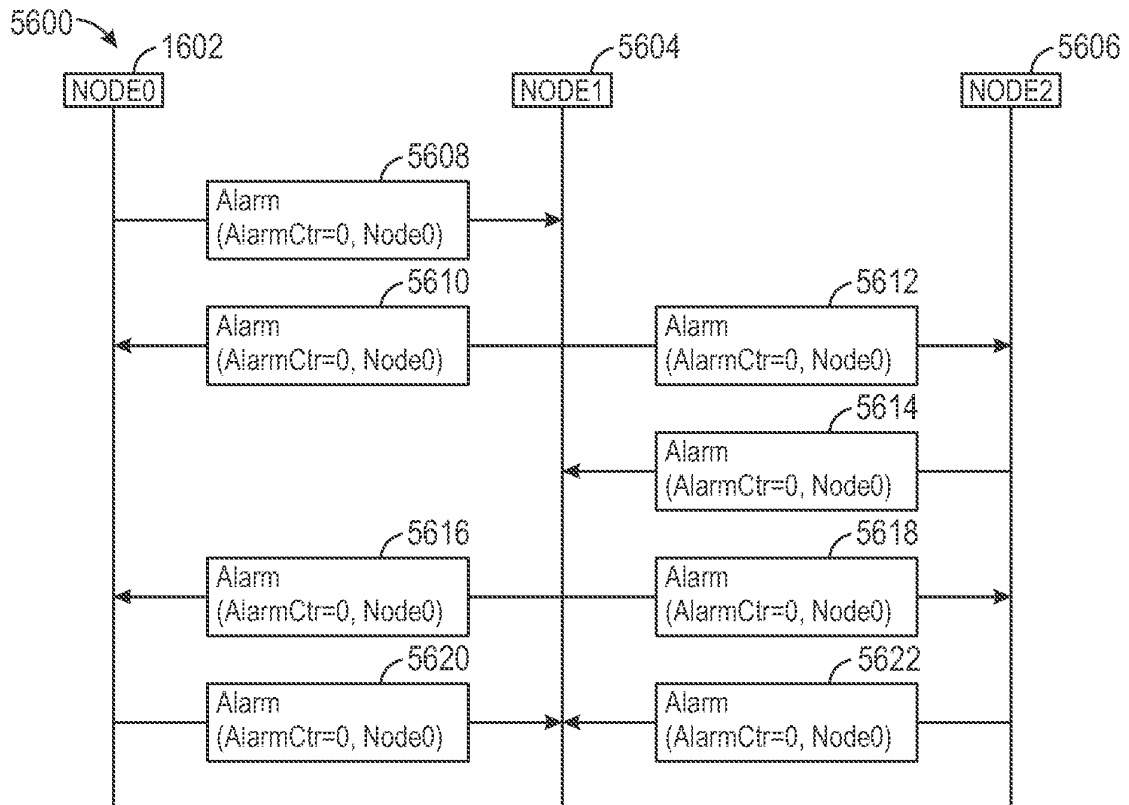 5600
1602
5604
5606
NODE0
NODE1
NODE2
5608
Alarm
(AlarmCtr=0, Node0)
5610
Alarm
(AlarmCtr=0, Node0)
5612
Alarm
(AlarmCtr=0, Node0)
5614
Alarm
(AlarmCtr=0, Node0)
5616
Alarm
(AlarmCtr=0, Node0)
5618
Alarm
(AlarmCtr=0, Node0)
5620
Alarm
(AlarmCtr=0, Node0)
5622
Alarm
(AlarmCtr=0, Node0)